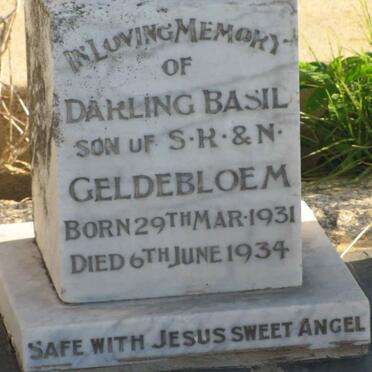 IN LOVING MEMORY
OF
DARLING BASIL
SON OF S·R·& N·
GELDEBLOEM
BORN 29TH MAR·1931
DIED 6TH JUNE 1934
SAFE WITH JESUS SWEET ANGEL